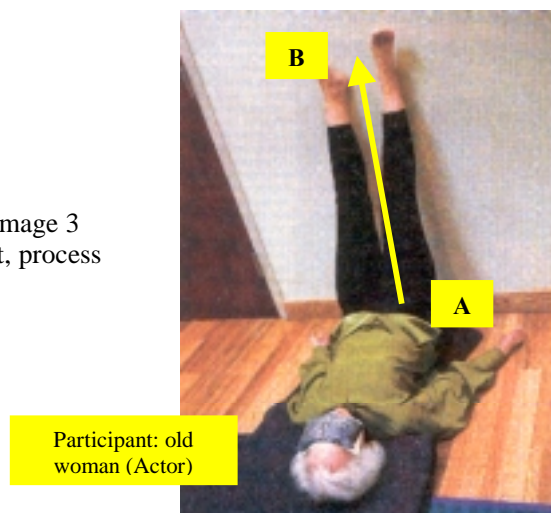 B
mage 3
t, process
A
Participant: old
woman (Actor)